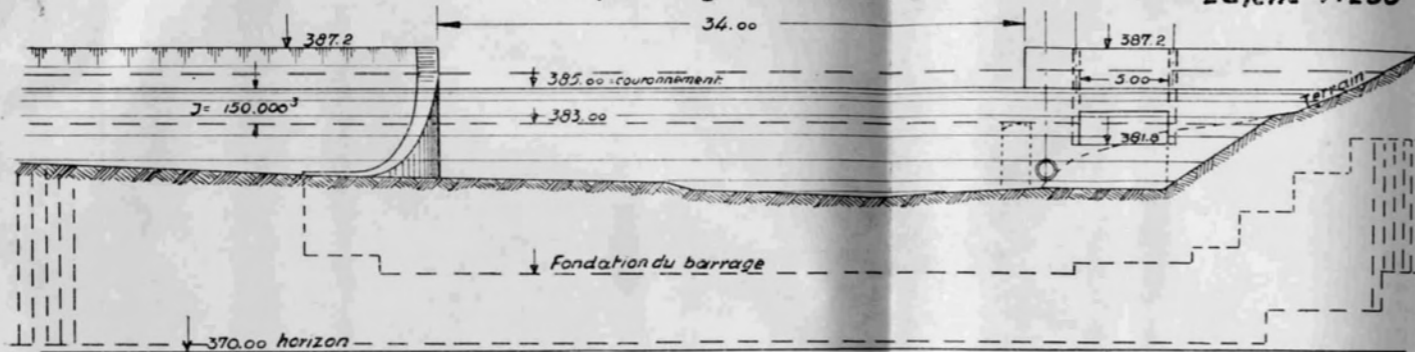 34.00
387.2
387.2
385.00 couronnement
5.00
J= 150.000³
383.00
Terrain
381.8
Fondation du barrage
370.00 horizon